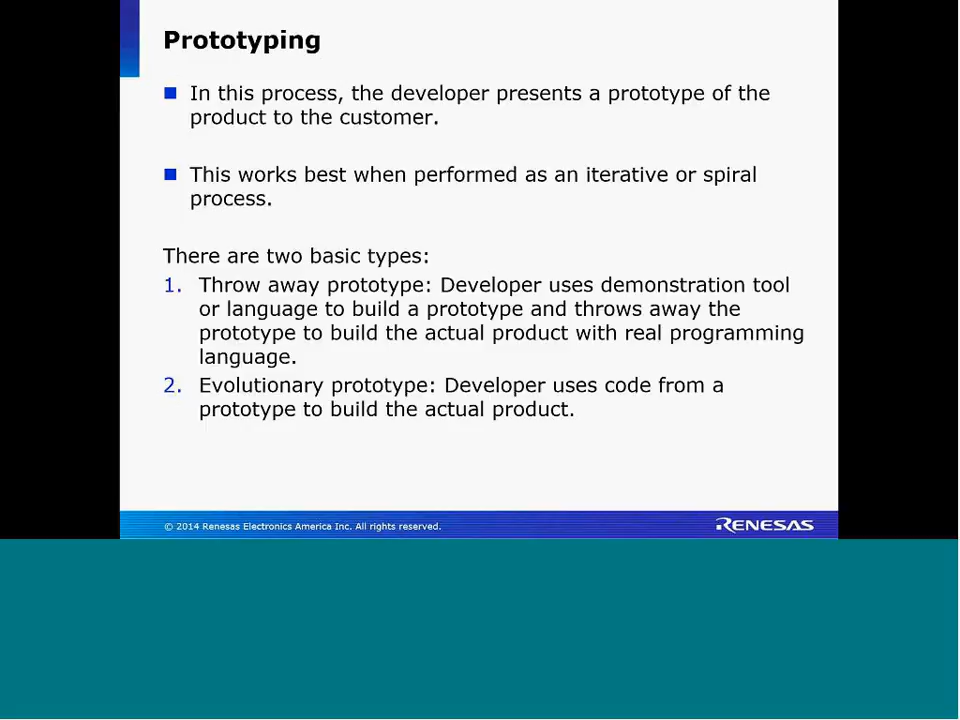 Prototyping
In this process, the developer presents a prototype of the
product to the customer.
This works best when performed as an iterative or spiral
process.
There are two basic types:
1. Throw away prototype: Developer uses demonstration tool
or language to build a prototype and throws away the
prototype to build the actual product with real programming
language.
2. Evolutionary prototype: Developer uses code from a
prototype to build the actual product.
© 2014 Renesas Electronics America Inc. All rights reserved.
RENESAS